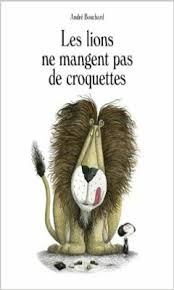 André Bouchard
Les lions
ne mangent pas
de croquettes